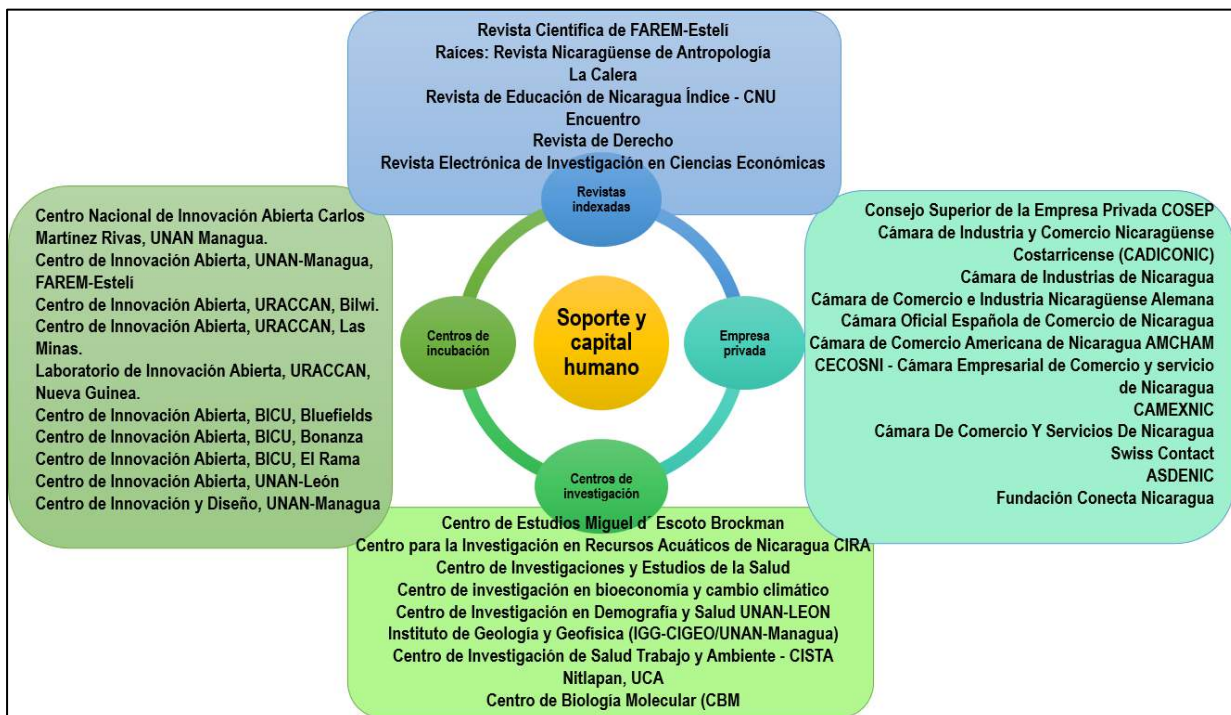 Revista Científica de FAREM-Estelí
Raíces: Revista Nicaragüense de Antropología
La Calera
Revista de Educación de Nicaragua Índice - CNU
Encuentro
Revista de Derecho
Revista Electrónica de Investigación en Ciencias Económicas
Revistas
indexadas
Centro Nacional de Innovación Abierta Carlos
Martínez Rivas, UNAN Managua.
Centro de Innovación Abierta, UNAN-Managua,
FAREM-Estelí
Centro de Innovación Abierta, URACCAN, Bilwi.
Centro de Innovación Abierta, URACCAN, Las
Minas.
Laboratorio de Innovación Abierta, URACCAN,
Nueva Guinea.
Centro de Innovación Abierta, BICU, Bluefields
Centro de Innovación Abierta, BICU, Bonanza
Centro de Innovación Abierta, BICU, El Rama
Centro de Innovación Abierta, UNAN-León
Centro de Innovación y Diseño, UNAN-Managua
Centros de
incubación
Soporte y
capital
humano
Empresa
privada
Consejo Superior de la Empresa Privada COSEP
Cámara de Industria y Comercio Nicaragüense
Costarricense (CADICONIC)
Cámara de Industrias de Nicaragua
Cámara de Comercio e Industria Nicaragüense Alemana
Cámara Oficial Española de Comercio de Nicaragua
Cámara de Comercio Americana de Nicaragua AMCHAM
CECOSNI - Cámara Empresarial de Comercio y servicio
de Nicaragua
CAMEXNIC
Cámara De Comercio Y Servicios De Nicaragua
Swiss Contact
ASDENIC
Fundación Conecta Nicaragua
Centros de
investigación
Centro de Estudios Miguel d´ Escoto Brockman
Centro para la Investigación en Recursos Acuáticos de Nicaragua CIRA
Centro de Investigaciones y Estudios de la Salud
Centro de investigación en bioeconomía y cambio climático
Centro de Investigación en Demografía y Salud UNAN-LEON
Instituto de Geología y Geofísica (IGG-CIGEO/UNAN-Managua)
Centro de Investigación de Salud Trabajo y Ambiente - CISTA
Nitlapan, UCA
Centro de Biología Molecular (CBM